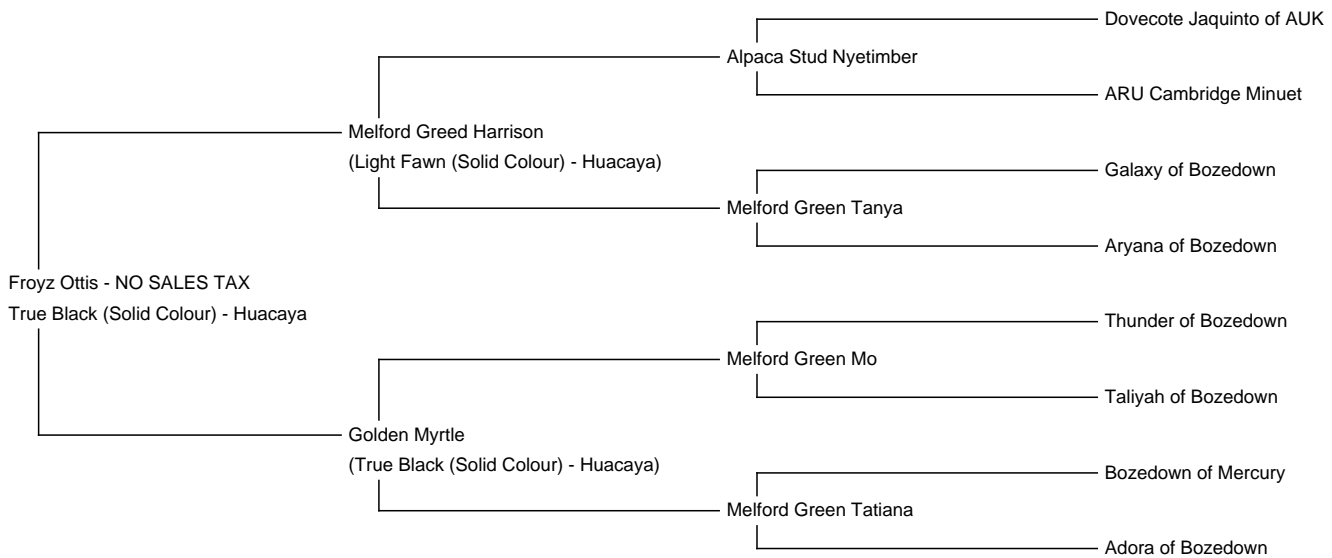 Dovecote Jaquinto of AUK
Alpaca Stud Nyetimber
ARU Cambridge Minuet
Melford Greed Harrison
(Light Fawn (Solid Colour) - Huacaya)
Galaxy of Bozedown
Melford Green Tanya
Aryana of Bozedown
Froyz Ottis - NO SALES TAX
True Black (Solid Colour) - Huacaya
Thunder of Bozedown
Melford Green Mo
Taliyah of Bozedown
Golden Myrtle
(True Black (Solid Colour) - Huacaya)
Bozedown of Mercury
Melford Green Tatiana
Adora of Bozedown